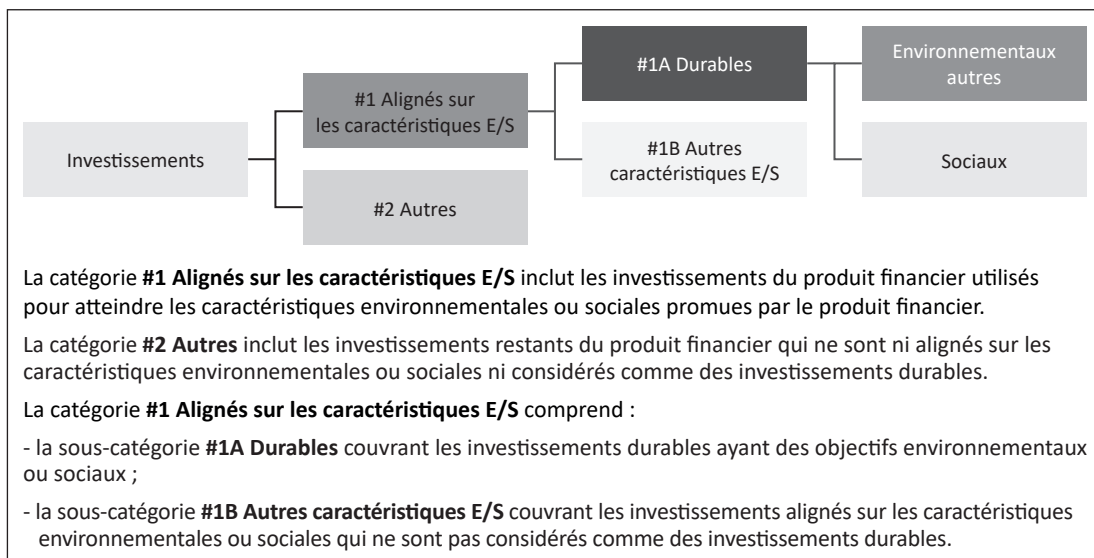 #1A Durables
Environnementaux
autres
#1 Alignés sur
les caractéristiques E/S
Investissements
#1B Autres
caractéristiques E/S
Sociaux
#2 Autres
La catégorie #1 Alignés sur les caractéristiques E/S inclut les investissements du produit financier utilisés
pour atteindre les caractéristiques environnementales ou sociales promues par le produit financier.
La catégorie #2 Autres inclut les investissements restants du produit financier qui ne sont ni alignés sur les
caractéristiques environnementales ou sociales ni considérés comme des investissements durables.
La catégorie #1 Alignés sur les caractéristiques E/S comprend :
- la sous-catégorie #1A Durables couvrant les investissements durables ayant des objectifs environnementaux
ou sociaux ;
- la sous-catégorie #1B Autres caractéristiques E/S couvrant les investissements alignés sur les caractéristiques
environnementales ou sociales qui ne sont pas considérés comme des investissements durables.